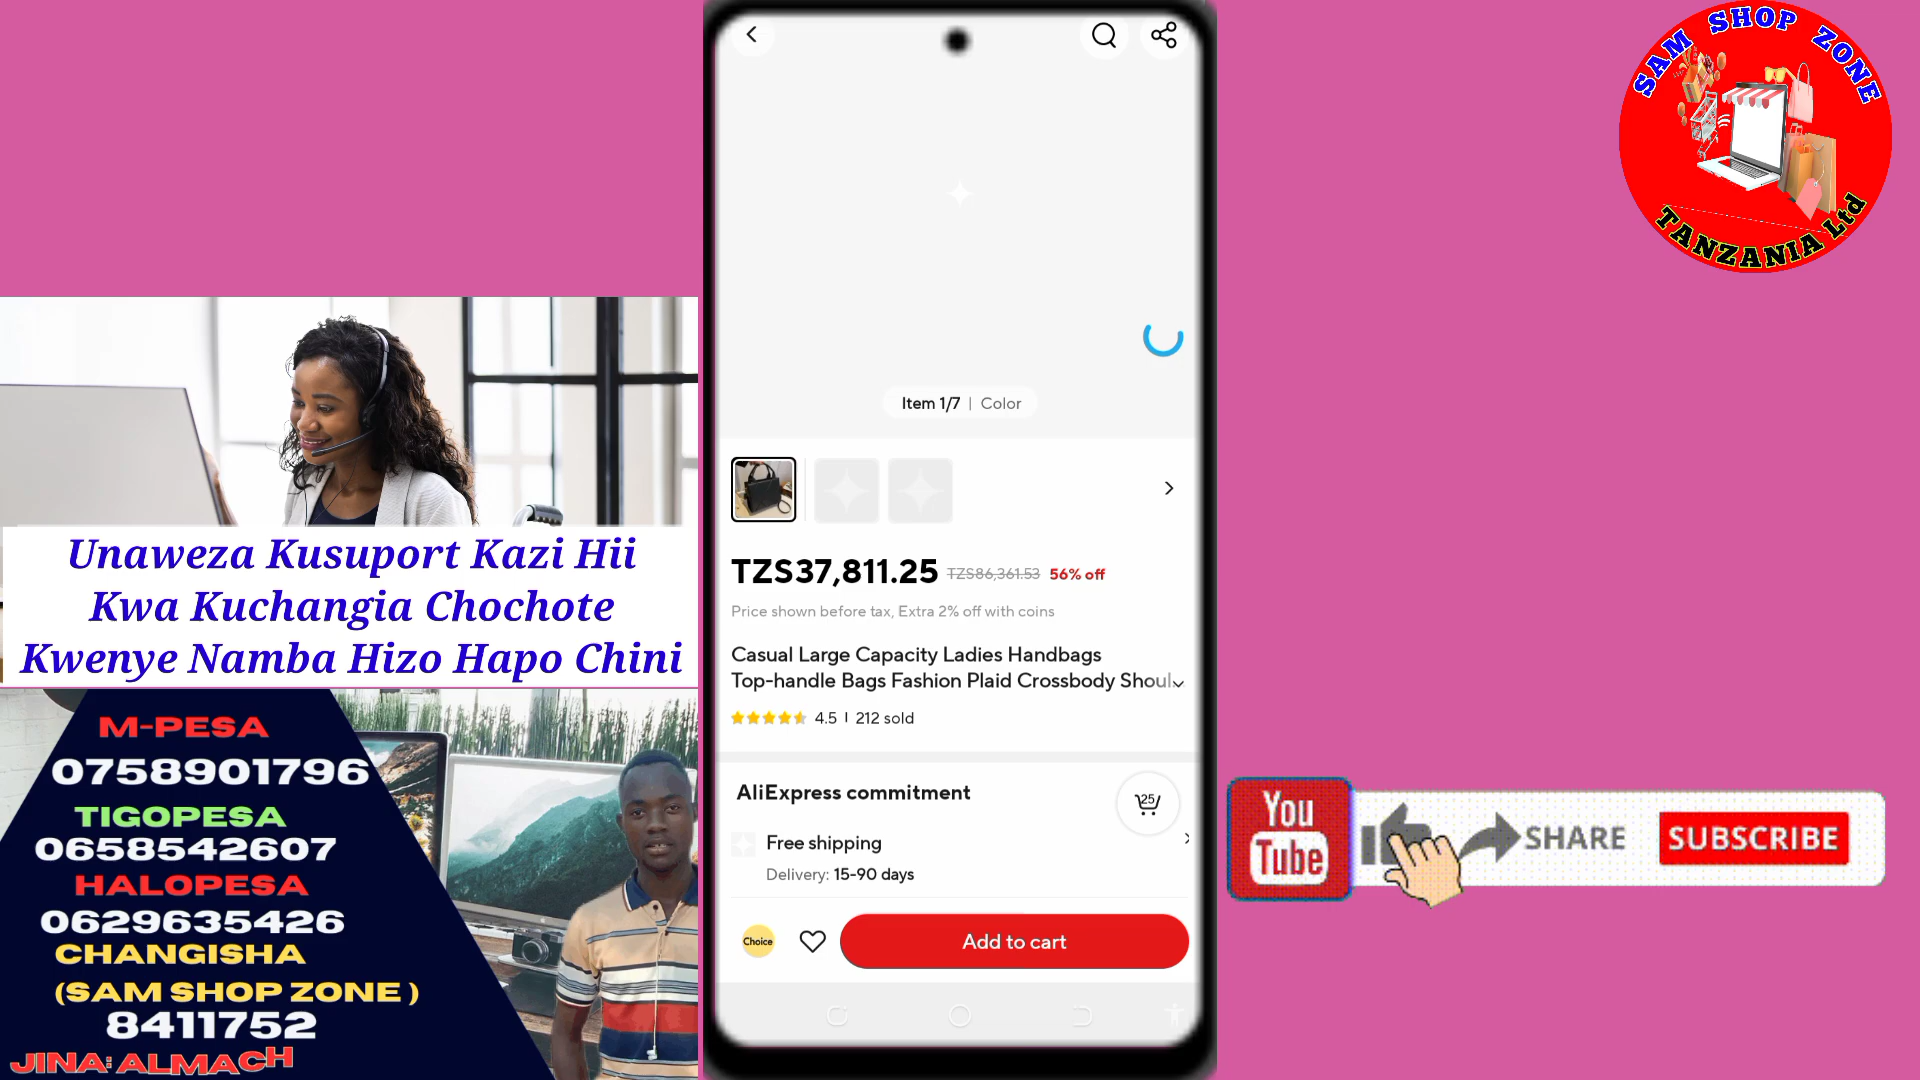 SAM SHOP ZONE
TANZANIA Ltd
Unaweza Kusuport Kazi Hii
Kwa Kuchangia Chochote
Kwenye Namba Hizo Hapo Chini
M-PESA
0758901796
TIGOPESA
0658542607
HALOPESA
0629635426
CHANGISHA
(SAM SHOP ZONE)
8411752
JINA: ALMACH
Item 1/7 | Color
TZS37,811.25 TZS86,361.53 56% off
Price shown before tax, Extra 2% off with coins
Casual Large Capacity Ladies Handbags
Top-handle Bags Fashion Plaid Crossbody Shoul..
4.5 | 212 sold
AliExpress commitment
25
Free shipping
Delivery: 15-90 days
Choice
Add to cart
You
Tube
SHARE
SUBSCRIBE